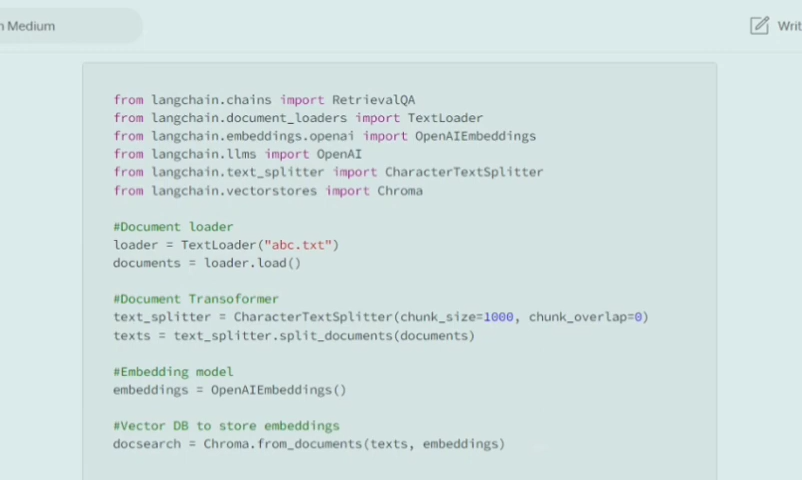 n Medium
Writ
from langchain.chains import RetrievalQA
from langchain.document_loaders import TextLoader
from langchain.embeddings.openai import OpenAIEmbeddings
from langchain.llms import OpenAI
from langchain.text_splitter import CharacterTextSplitter
from langchain.vectorstores import Chroma
#Document loader
loader = TextLoader("abc.txt")
documents = loader.load()
#Document Transoformer
text_splitter = CharacterTextSplitter(chunk_size=1000, chunk_overlap=0)
texts = text_splitter.split_documents(documents)
#Embedding model
embeddings = OpenAIEmbeddings()
#Vector DB to store embeddings
docsearch = Chroma.from_documents(texts, embeddings)